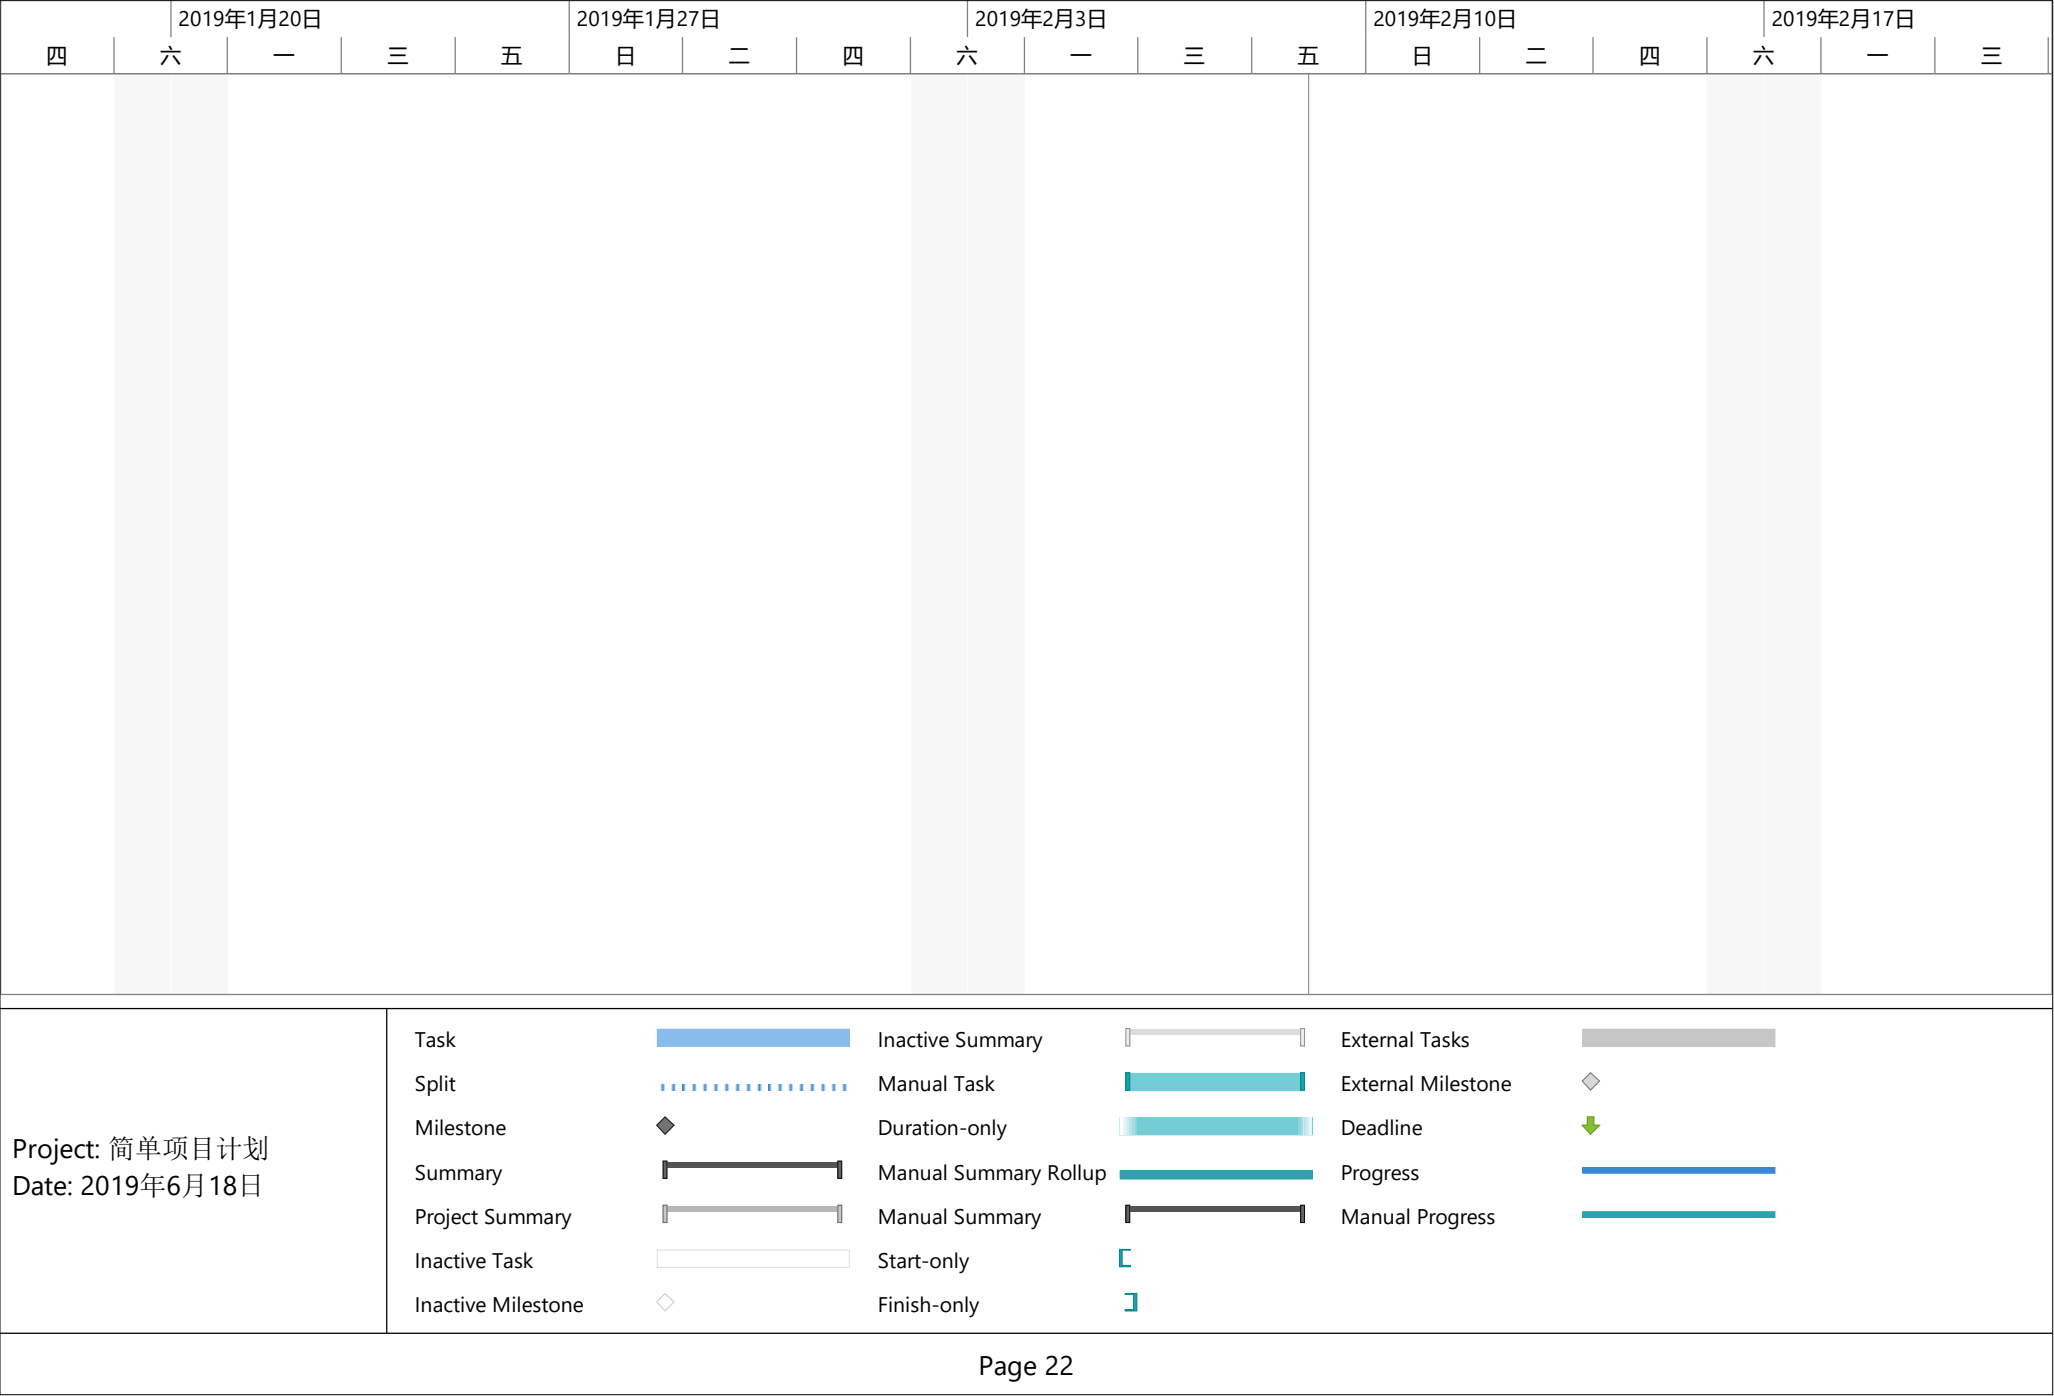 2019年1月20日 2019年1月27日 2019年2月3日 2019年2月10日 2019年2月17日
四 六 一 三 五 日 二 四 六 一 三 五 日 二 四 六 一 三
Project: 简单项目计划
Date: 2019年6月18日
Task
Split
Milestone
Summary
Project Summary
Inactive Task
Inactive Milestone
Inactive Summary
Manual Task
Duration-only
Manual Summary Rollup
Manual Summary
Start-only
Finish-only
External Tasks
External Milestone
Deadline
Progress
Manual Progress
Page 22